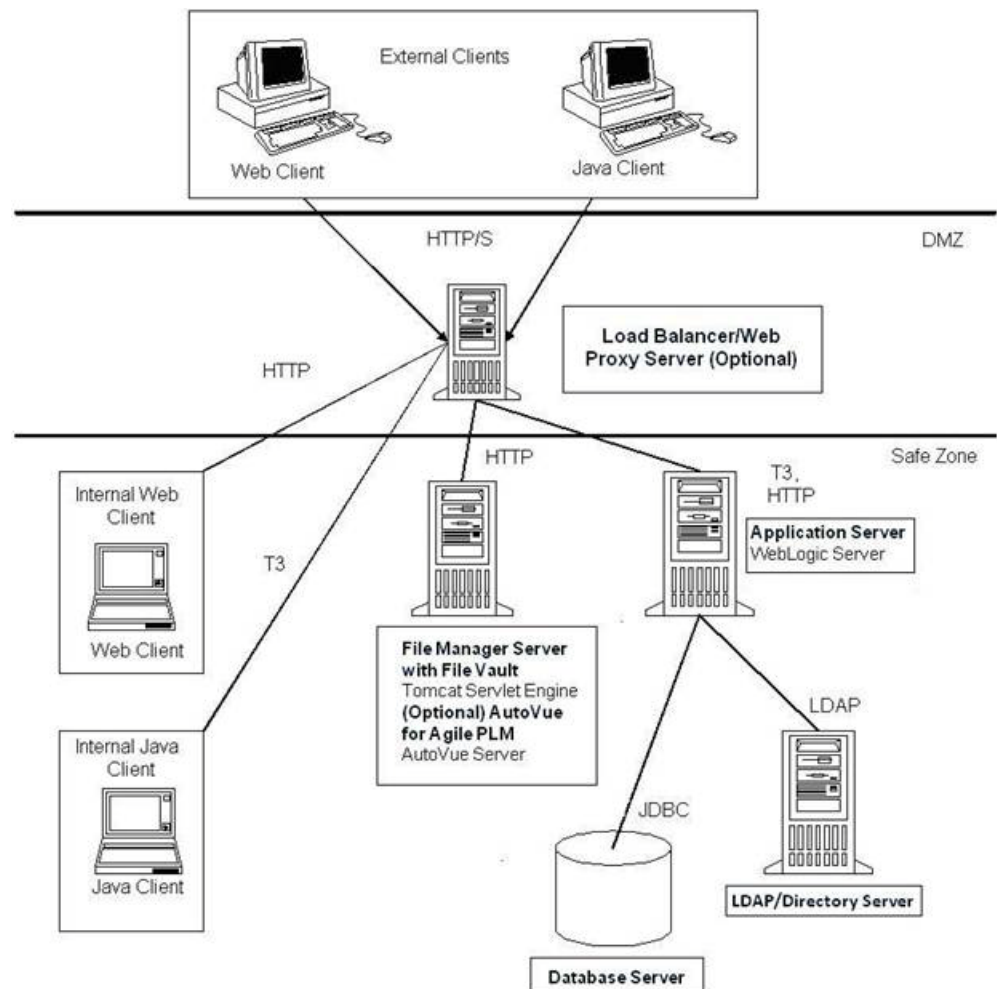 External Clients
Web Client
Java Client
HTTP/S
DMZ
Load Balancer/Web
Proxy Server (Optional)
HTTP
HTTP
Safe Zone
Internal Web
Client
Web Client
T3
T3,
HTTP
Application Server
WebLogic Server
File Manager Server
with File Vault
Tomcat Servlet Engine
(Optional) AutoVue
for Agile PLM
AutoVue Server
LDAP
Internal Java
Client
Java Client
JDBC
LDAP/Directory Server
Database Server